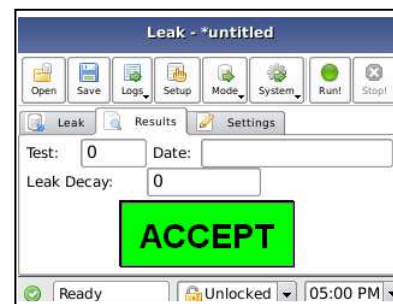 Leak - *untitled
Open Save Logs Setup Mode System Run! Stop!
Leak Results Settings
Test: 0 Date:
Leak Decay: 0
ACCEPT
Ready Unlocked 05:00 PM